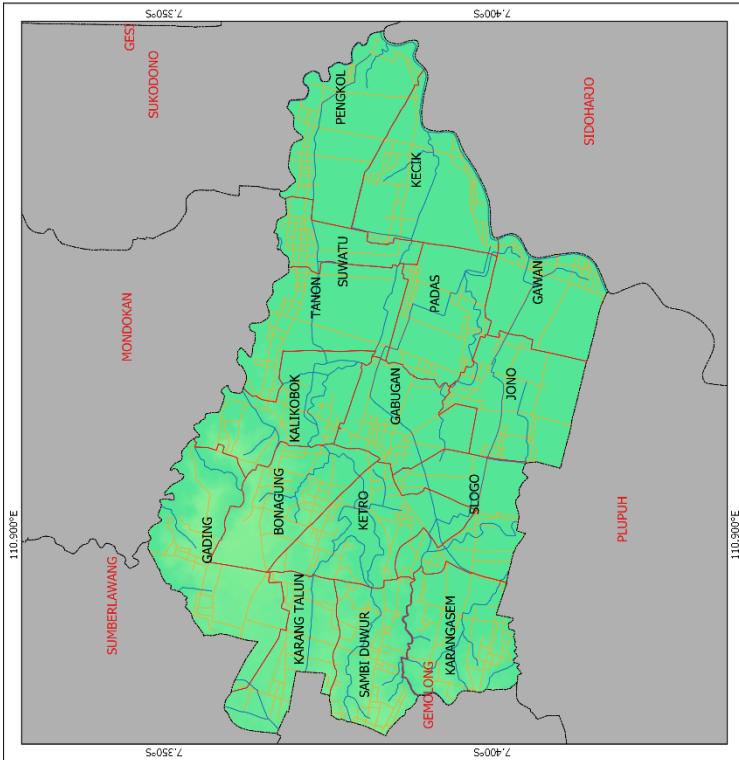 110.900°E
SUMBERLAWANG
MONDOKAN
GESI
SUKODONO
7.350°S
7.350°S
GADING
BONAGUNG
KALIKOBOK
KARANG TALUN
TANON
PENGKOL
SUWATU
KETRO
SAMBI DUWUR
GABUGAN
KECIK
GEMOLONG
PADAS
KARANGASEM
SLOGO
7.400°S
7.400°S
JONO
GAWAN
SIDOHARJO
PLUPUH
110.900°E